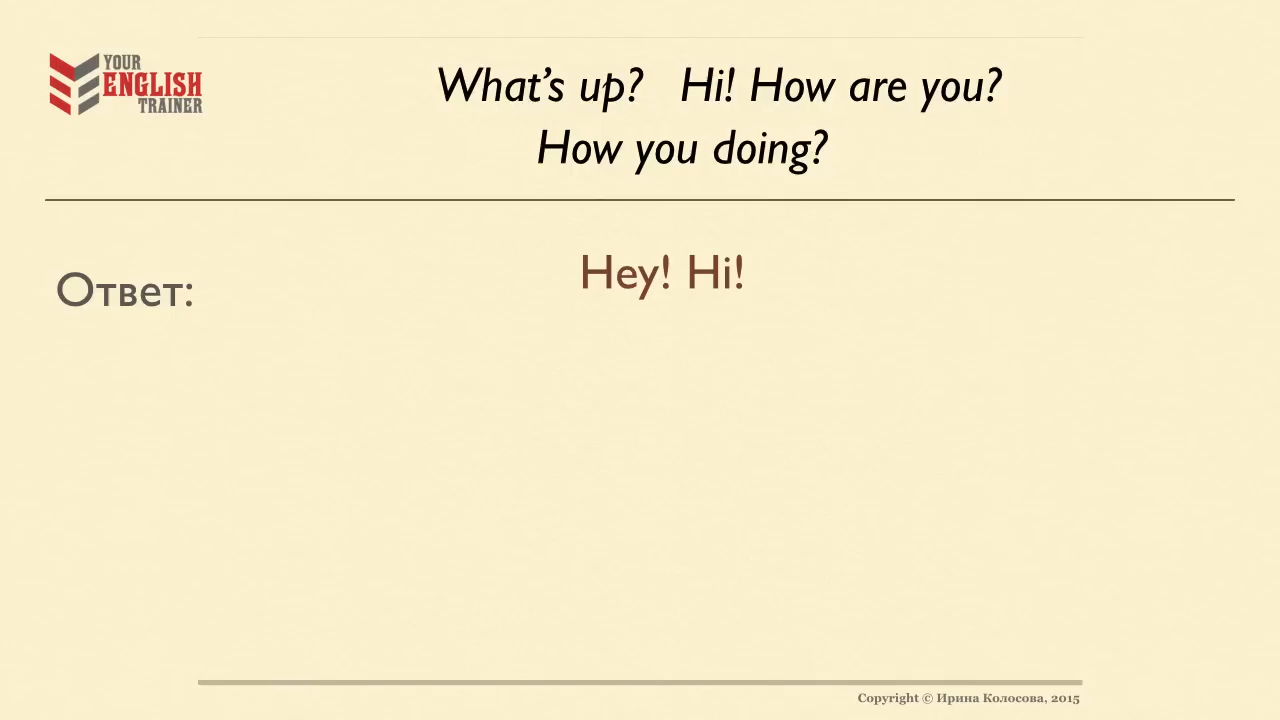 YOUR
ENGLISH
TRAINER
What’s up? Hi! How are you?
How you doing?
Ответ:
Hey! Hi!
Copyright © Ирина Колосова, 2015